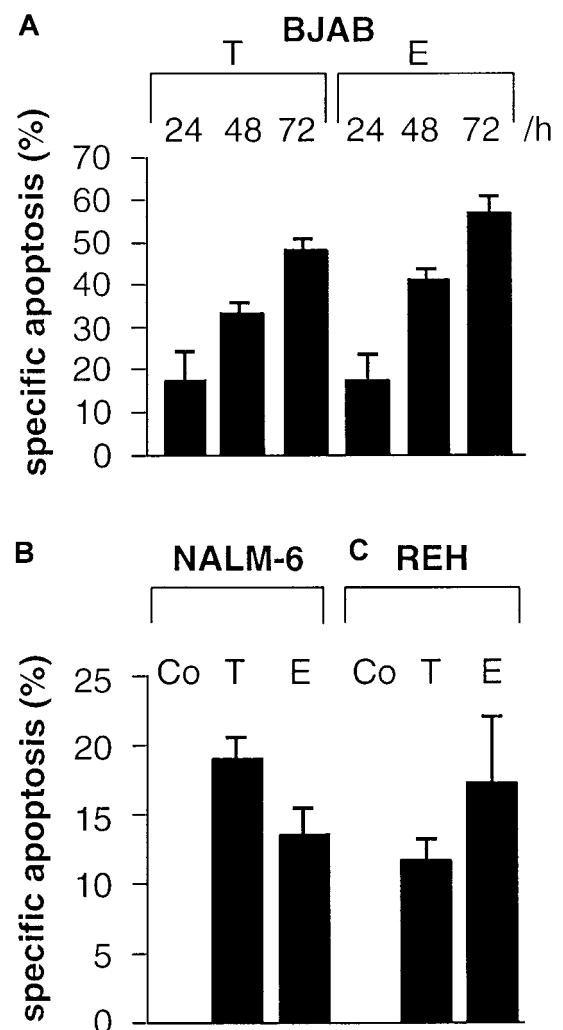 A
BJAB
T E
24 48 72 24 48 72 /h
specific apoptosis (%)
70
60
50
40
30
20
10
0
B NALM-6 C REH
Co T E Co T E
specific apoptosis (%)
25
20
15
10
5
0